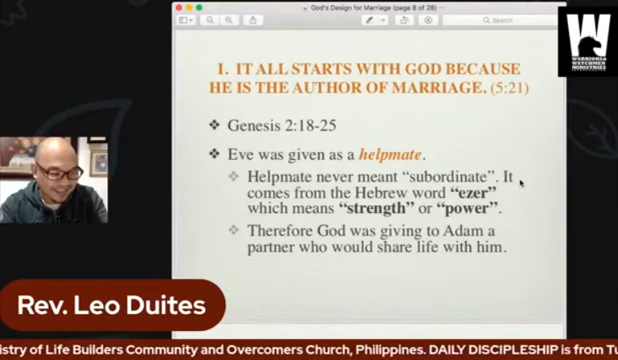 God's Design for Marriage (page 8 of 28)
Search
WARRIORS &
WATCHMEN
MINISTRIES
I. IT ALL STARTS WITH GOD BECAUSE
HE IS THE AUTHOR OF MARRIAGE. (5:21)
❖ Genesis 2:18-25
❖ Eve was given as a helpmate.
❖ Helpmate never meant “subordinate”. It
comes from the Hebrew word “ezer”
which means “strength” or “power”.
❖ Therefore God was giving to Adam a
partner who would share life with him.
Rev. Leo Duites
istry of Life Builders Community and Overcomers Church, Philippines. DAILY DISCIPLESHIP is from Tu